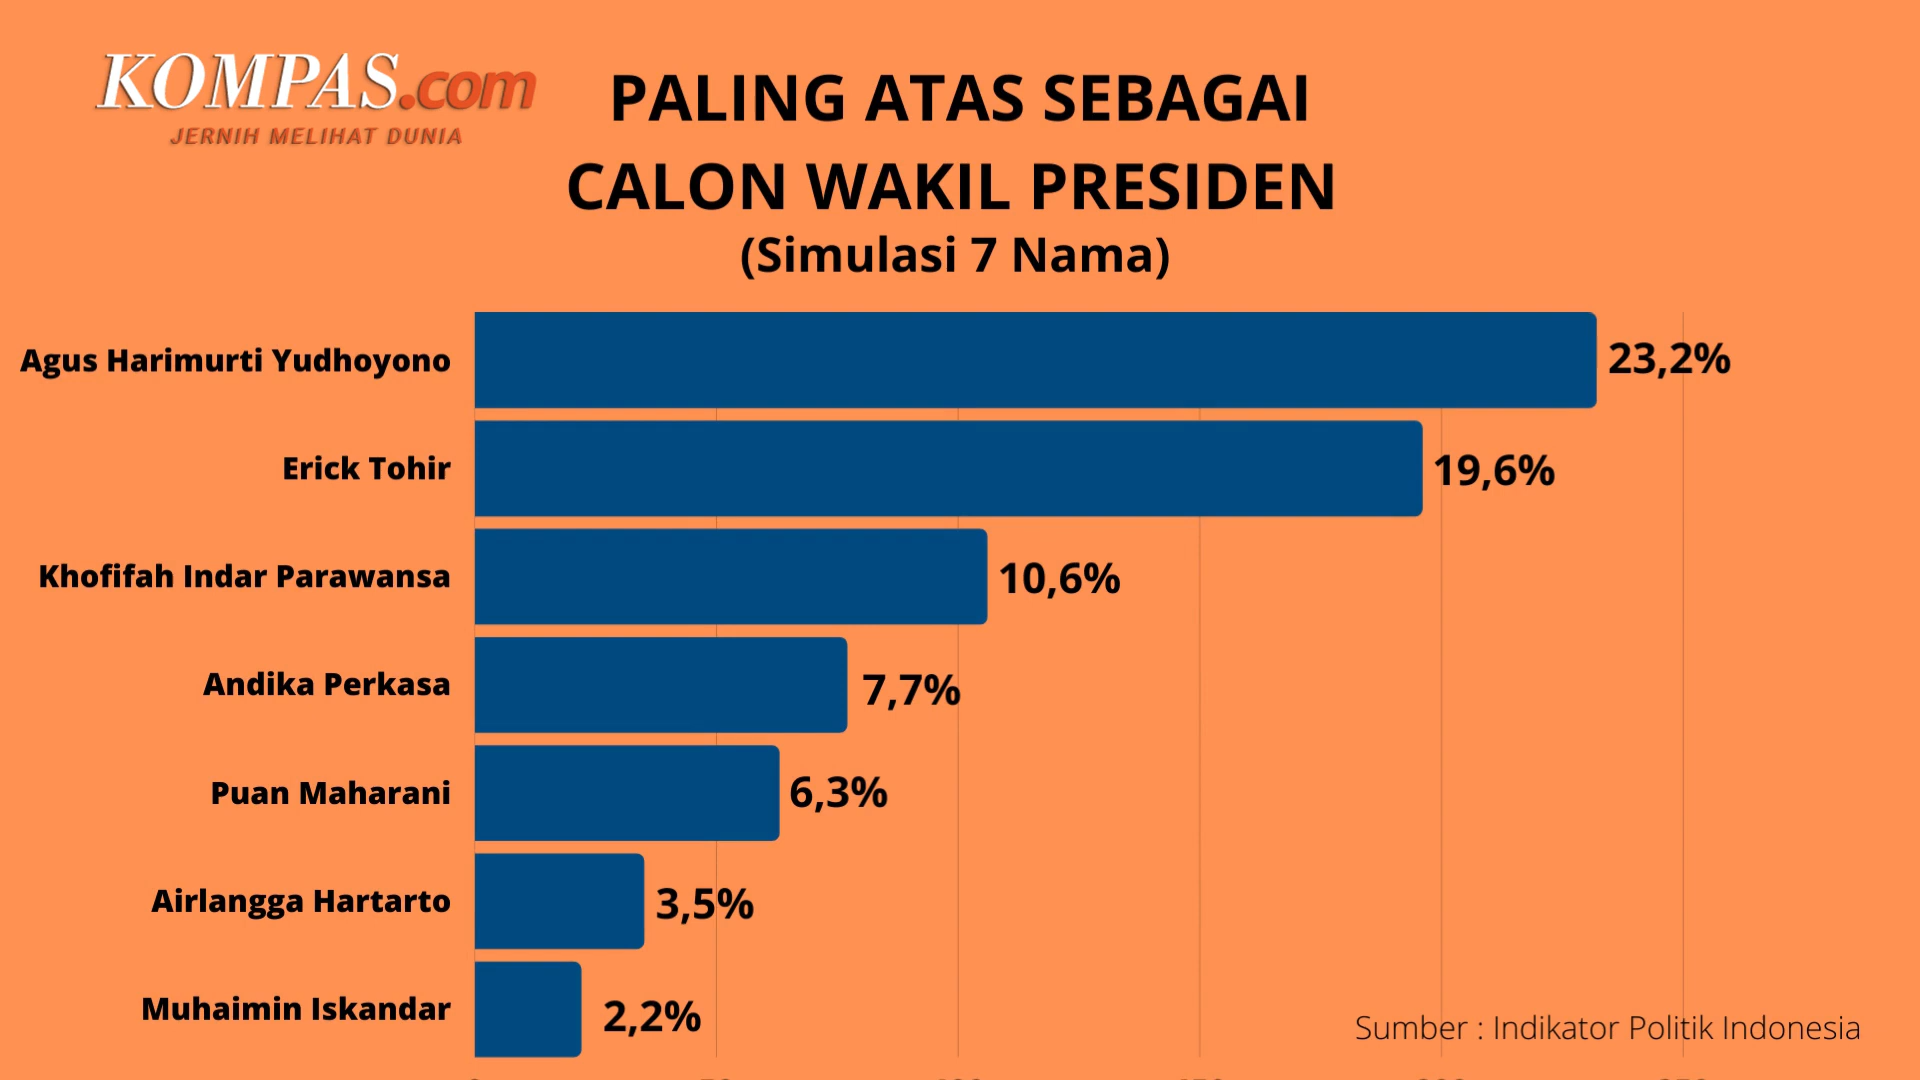 KOMPAS.com
JERNIH MELIHAT DUNIA
PALING ATAS SEBAGAI
CALON WAKIL PRESIDEN
(Simulasi 7 Nama)
Agus Harimurti Yudhoyono 23,2%
Erick Tohir 19,6%
Khofifah Indar Parawansa 10,6%
Andika Perkasa 7,7%
Puan Maharani 6,3%
Airlangga Hartarto 3,5%
Muhaimin Iskandar 2,2%
Sumber : Indikator Politik Indonesia